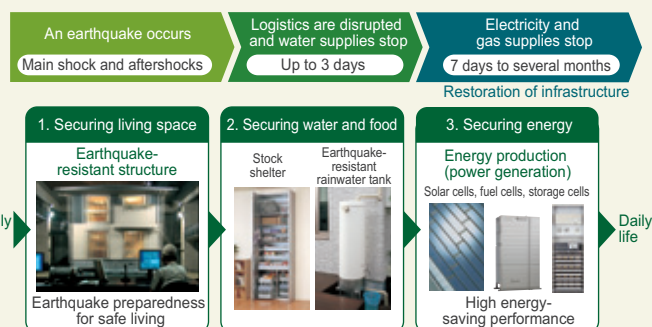 An earthquake occurs
Main shock and aftershocks
Logistics are disrupted
and water supplies stop
Up to 3 days
Electricity and
gas supplies stop
7 days to several months
Restoration of infrastructure
1. Securing living space
Earthquake-
resistant structure
Earthquake preparedness
for safe living
2. Securing water and food
Stock
shelter
Earthquake-
resistant
rainwater tank
3. Securing energy
Energy production
(power generation)
Solar cells, fuel cells, storage cells
High energy-
saving performance
ly
Daily
life